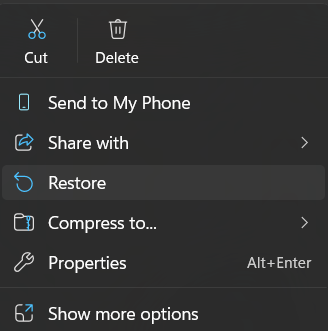 Cut Delete
Send to My Phone
Share with
Restore
Compress to...
Properties Alt+Enter
Show more options